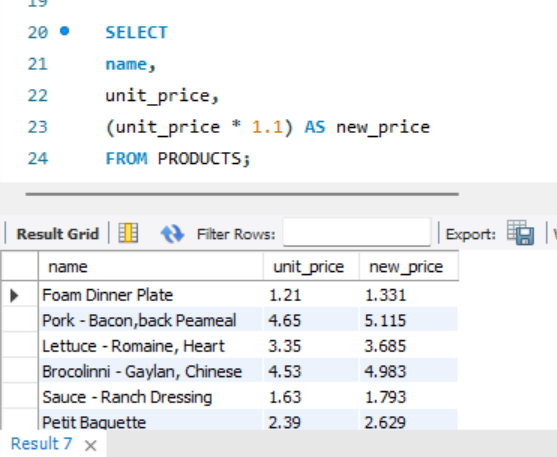 19
20 SELECT
21 name,
22 unit_price,
23 (unit_price * 1.1) AS new_price
24 FROM PRODUCTS;
Result Grid Filter Rows: Export:
name unit_price new_price
Foam Dinner Plate 1.21 1.331
Pork - Bacon,back Peameal 4.65 5.115
Lettuce - Romaine, Heart 3.35 3.685
Brocolinni - Gaylan, Chinese 4.53 4.983
Sauce - Ranch Dressing 1.63 1.793
Petit Baguette 2.39 2.629
Result 7 ×